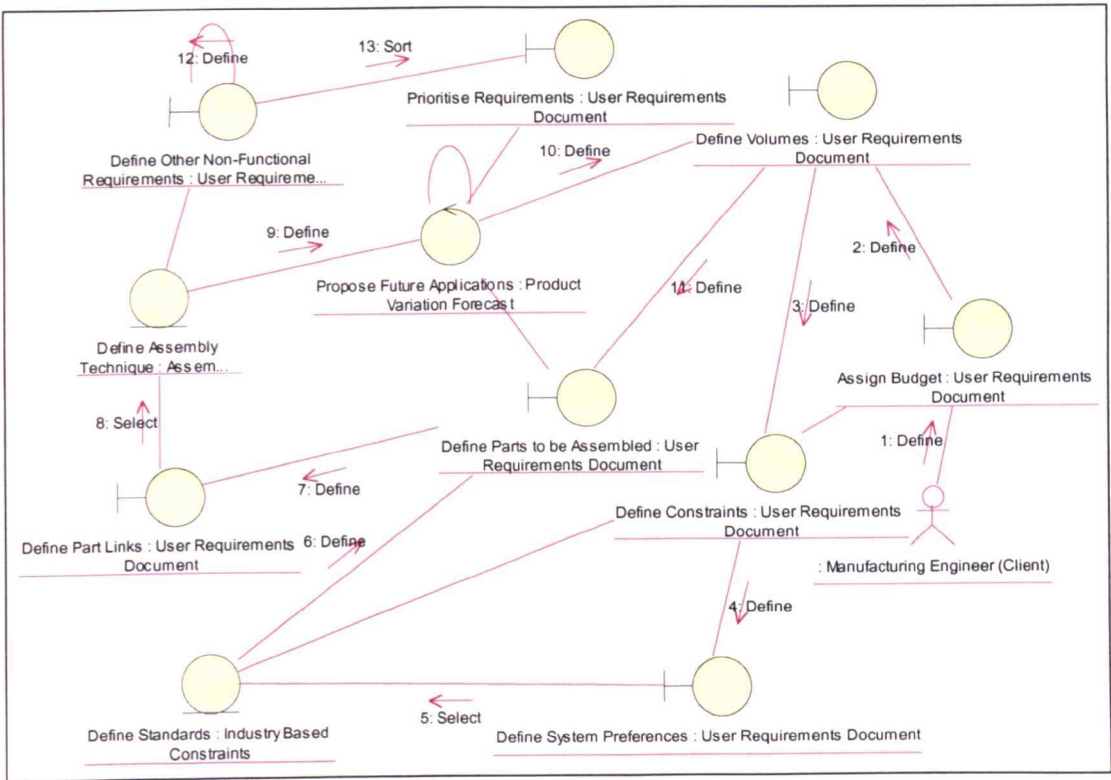 13: Sort
12: Define
Prioritise Requirements : User Requirements
Document
Define Volumes : User Requirements
Document
10: Define
Define Other Non-Functional
Requirements : User Requireme...
9: Define
2: Define
Propose Future Applications : Product
Variation Forecast
11: Define
3: Define
Define Assembly
Technique : Assem...
Assign Budget : User Requirements
Document
8: Select
1: Define
Define Parts to be Assembled : User
Requirements Document
7: Define
Define Constraints : User Requirements
Document
6: Define
Define Part Links : User Requirements
Document
: Manufacturing Engineer (Client)
4: Define
5: Select
Define Standards : Industry Based
Constraints
Define System Preferences : User Requirements Document